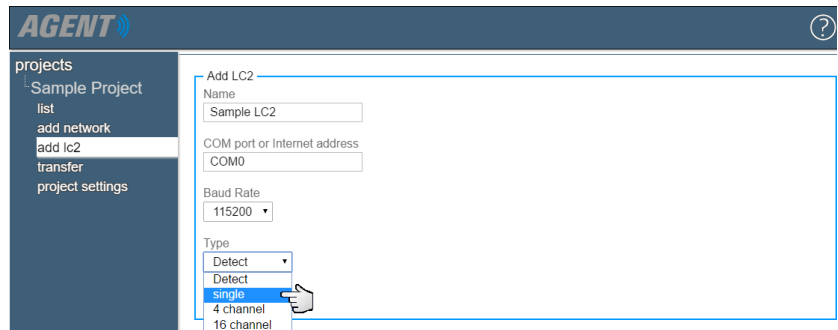 AGENT
?
projects
Sample Project
list
add network
add lc2
transfer
project settings
Add LC2
Name
Sample LC2
COM port or Internet address
COM0
Baud Rate
115200
Type
Detect
Detect
single
4 channel
16 channel